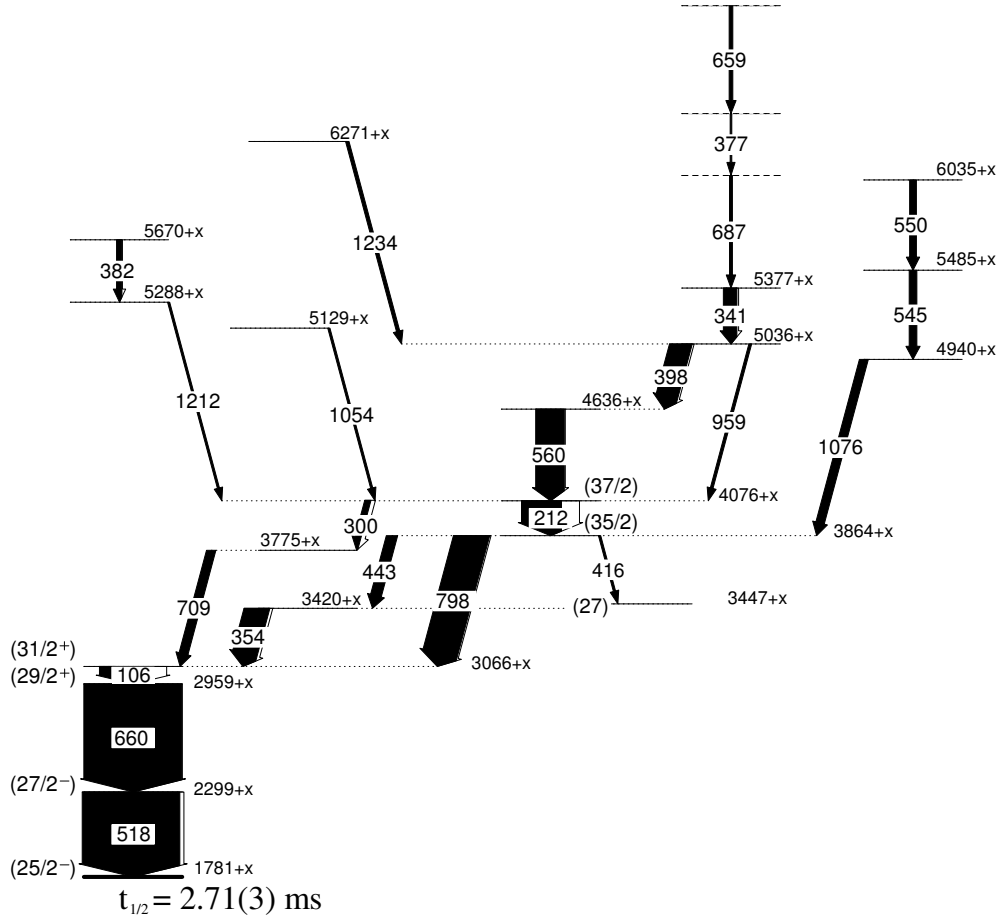 659
6271+x
377
6035+x
5670+x
1234
687
550
382
5485+x
5288+x
5377+x
5129+x
341
545
5036+x
4940+x
398
4636+x
1212
1054
959
560
1076
(37/2)
4076+x
300
212
(35/2)
3864+x
3775+x
443
416
709
3420+x
798
(27)
3447+x
354
(31/2⁺)
3066+x
(29/2⁺)
106
2959+x
660
(27/2⁻)
2299+x
518
(25/2⁻)
1781+x
t₁/₂ = 2.71(3) ms